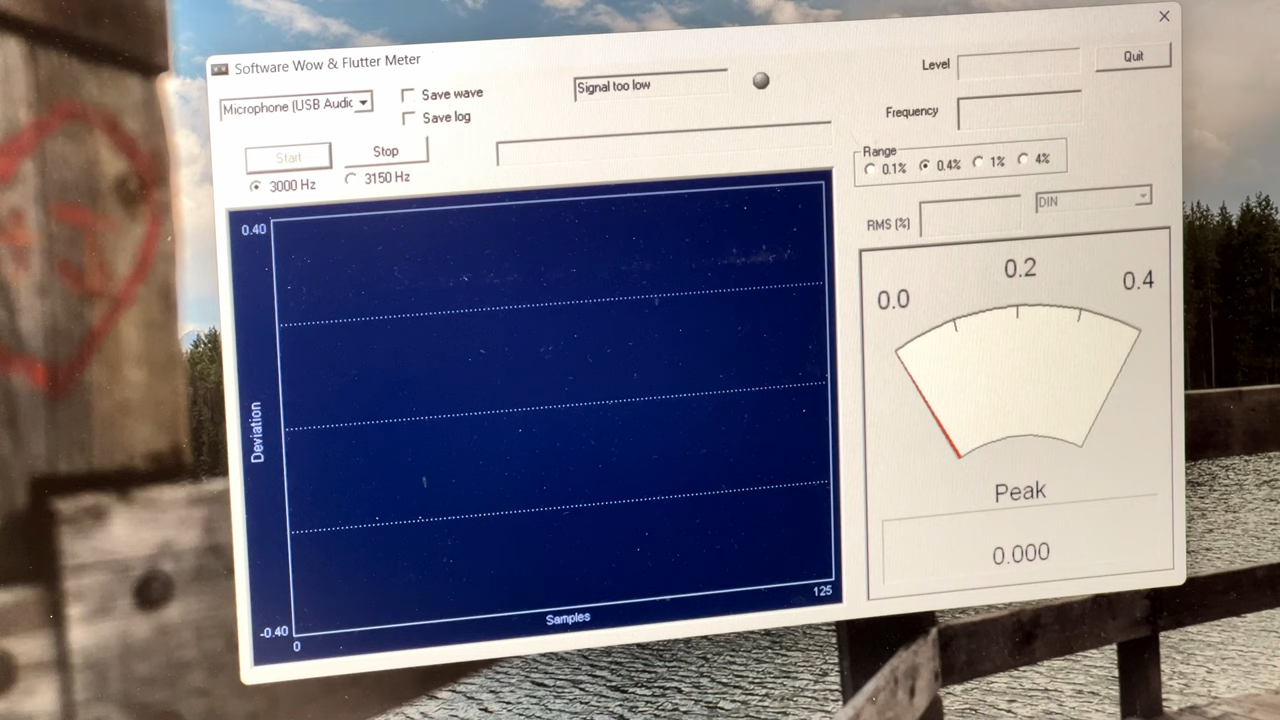 Software Wow & Flutter Meter
Microphone (USB Audic
Save wave
Save log
Signal too low
Level
Quit
Frequency
Start
Stop
3000 Hz
3150 Hz
Range
0.1%
0.4%
1%
4%
RMS (%)
DIN
0.40
Deviation
-0.40
0
Samples
125
0.0
0.2
0.4
Peak
0.000